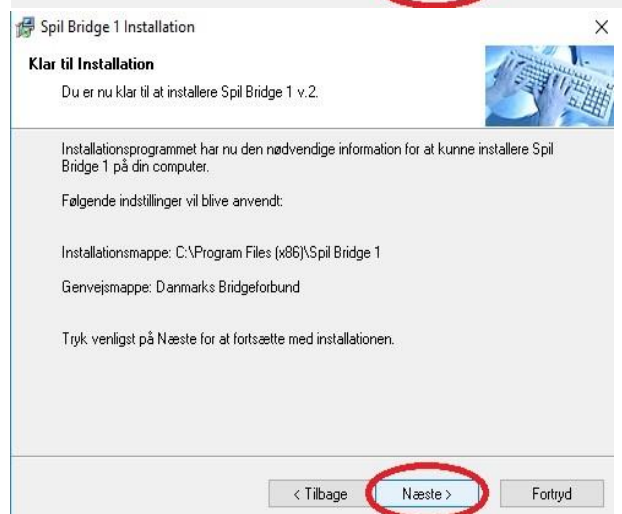 Spil Bridge 1 Installation
Klar til Installation
Du er nu klar til at installere Spil Bridge 1 v.2.
Installationsprogrammet har nu den nødvendige information for at kunne installere Spil
Bridge 1 på din computer.
Følgende indstillinger vil blive anvendt:
Installationsmappe: C:\Program Files (x86)\Spil Bridge 1
Genvejsmappe: Danmarks Bridgeforbund
Tryk venligst på Næste for at fortsætte med installationen.
< Tilbage
Næste >
Fortryd